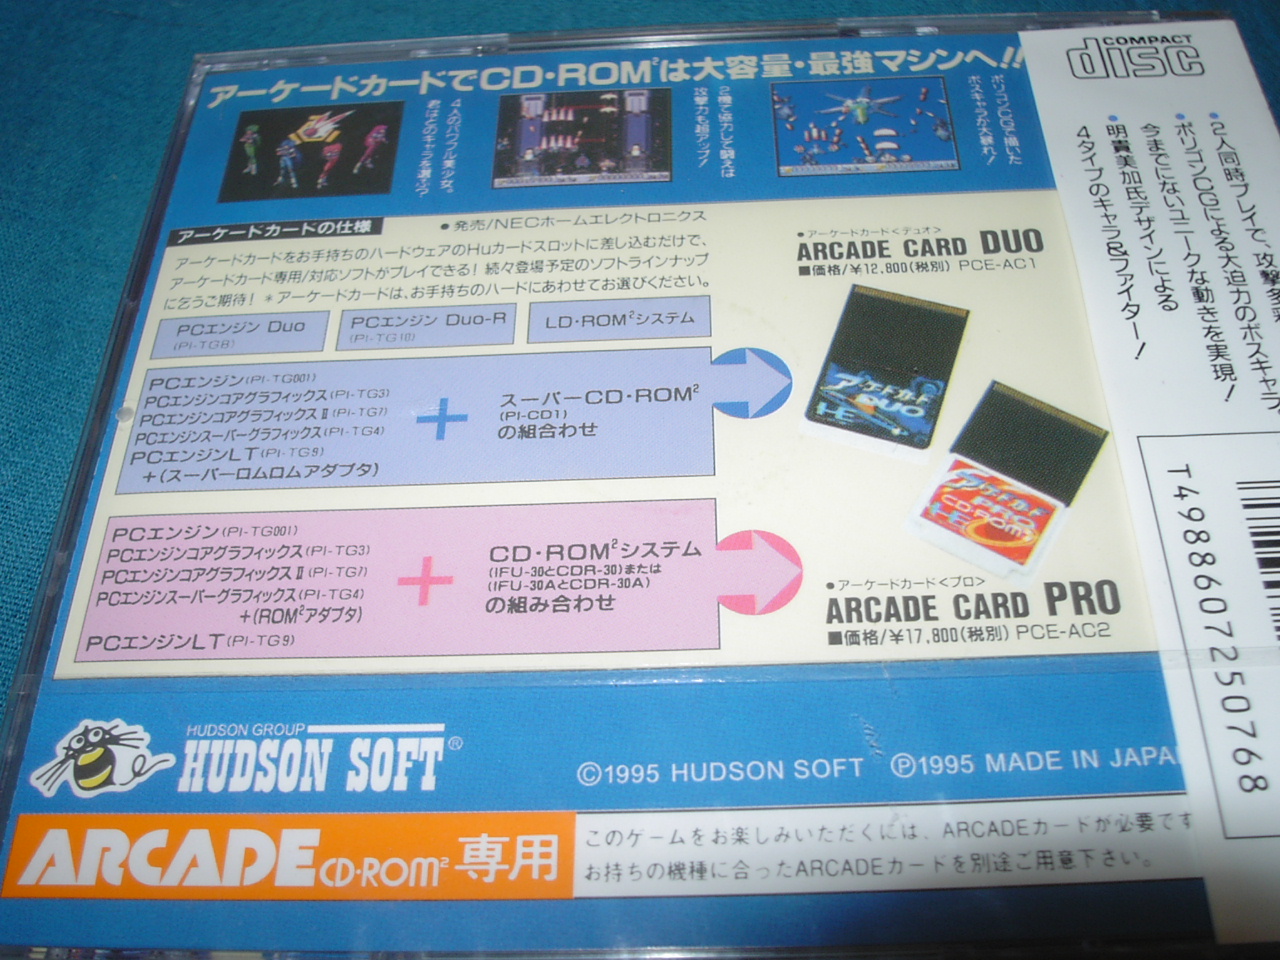 アーケードカードでCD・ROM²は大容量・最強マシンへ!!
4人のパワフル美少女。
君はどのキャラを選ぶ?
2機で協力して闘えば
攻撃力も超アップ!
ポリゴンCGで描いた
ボスキャラが大暴れ!
COMPACT
disc
• 2人同時プレイで、攻撃多彩
• ポリゴンCGによる大迫力のボスキャラ
今までにないユニークな動きを実現!
• 明貴美加氏デザインによる
4タイプのキャラ&ファイター!
アーケードカードの仕様
●発売/NECホームエレクトロニクス
アーケードカードをお手持ちのハードウェアのHuカードスロットに差し込むだけで、
アーケードカード専用/対応ソフトがプレイできる! 続々登場予定のソフトラインナップ
に乞うご期待! *アーケードカードは、お手持ちのハードにあわせてお選びください。
PCエンジン Duo
(PI-TG8)
PCエンジン Duo-R
(PI-TG10)
LD-ROM²システム
PCエンジン(PI-TG001)
PCエンジンコアグラフィックス(PI-TG3)
PCエンジンコアグラフィックスⅡ(PI-TG7)
PCエンジンスーパーグラフィックス(PI-TG4)
PCエンジンLT(PI-TG9)
+(スーパーロムロムアダプタ)
+
スーパーCD・ROM²
(PI-CD1)
の組合わせ
●アーケードカード<デュオ>
ARCADE CARD DUO
■価格/¥12,800(税別) PCE-AC1
アーケードカード
DUO
PCエンジン(PI-TG001)
PCエンジンコアグラフィックス(PI-TG3)
PCエンジンコアグラフィックスⅡ(PI-TG7)
PCエンジンスーパーグラフィックス(PI-TG4)
+(ROM²アダプタ)
PCエンジンLT(PI-TG9)
+
CD・ROM²システム
(IFU-30とCDR-30)または
(IFU-30AとCDR-30A)
の組み合わせ
アーケードカード
PRO
CD-ROM²
●アーケードカード<プロ>
ARCADE CARD PRO
■価格/¥17,800(税別) PCE-AC2
T4988607250768
HUDSON GROUP
HUDSON SOFT®
©1995 HUDSON SOFT ℗1995 MADE IN JAPA
ARCADE CD・ROM² 専用
このゲームをお楽しみいただくには、ARCADEカードが必要です
お持ちの機種に合ったARCADEカードを別途ご用意下さい。